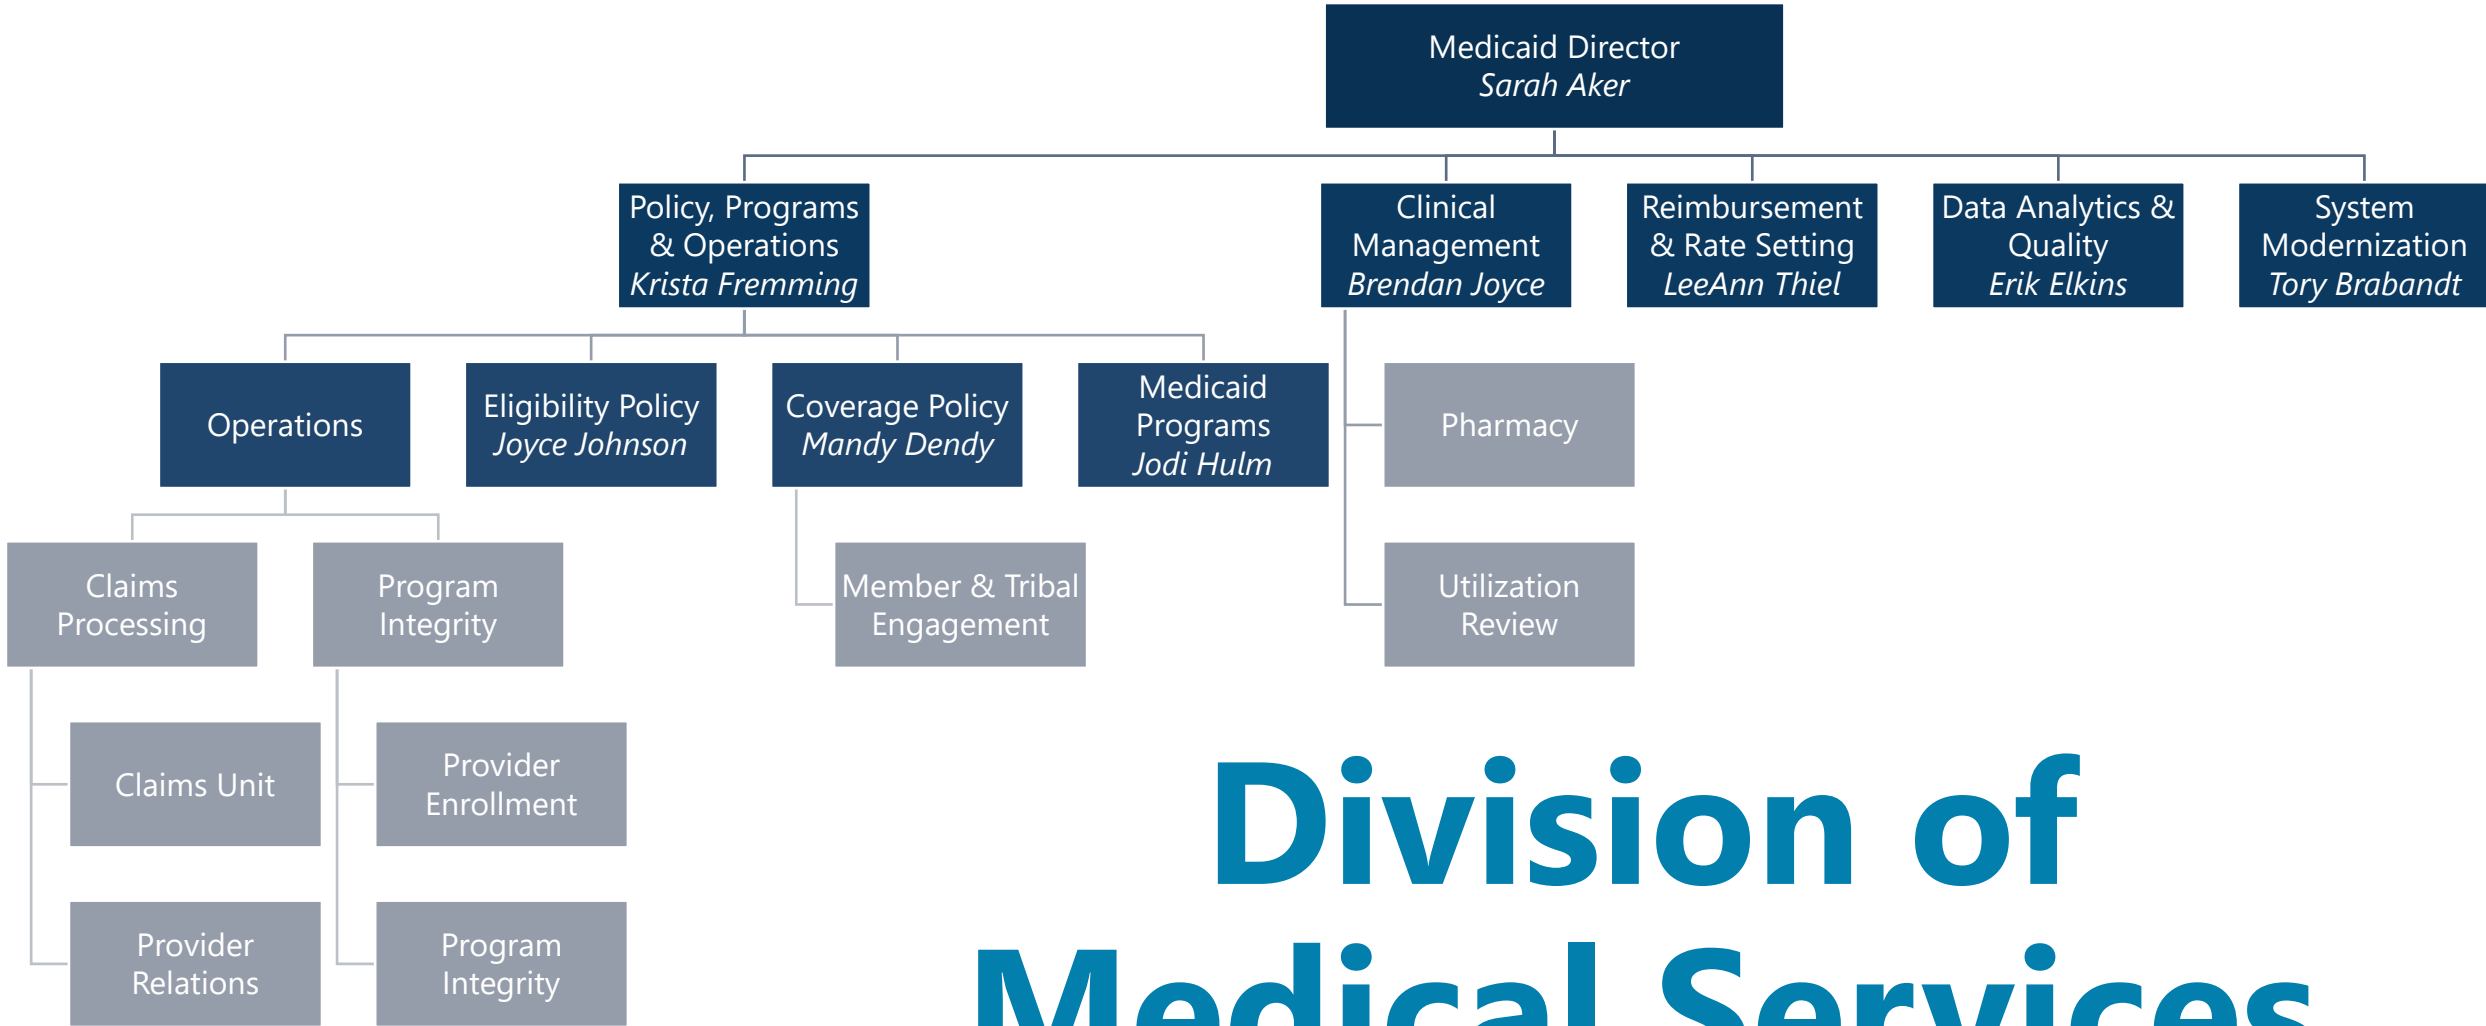 Medicaid Director
Sarah Aker
Policy, Programs
& Operations
Krista Fremming
Clinical
Management
Brendan Joyce
Reimbursement
& Rate Setting
LeeAnn Thiel
Data Analytics &
Quality
Erik Elkins
System
Modernization
Tory Brabandt
Operations
Eligibility Policy
Joyce Johnson
Coverage Policy
Mandy Dendy
Medicaid
Programs
Jodi Hulm
Pharmacy
Claims
Processing
Program
Integrity
Member & Tribal
Engagement
Utilization
Review
Claims Unit
Provider
Enrollment
Provider
Relations
Program
Integrity
Division of
Medical Services